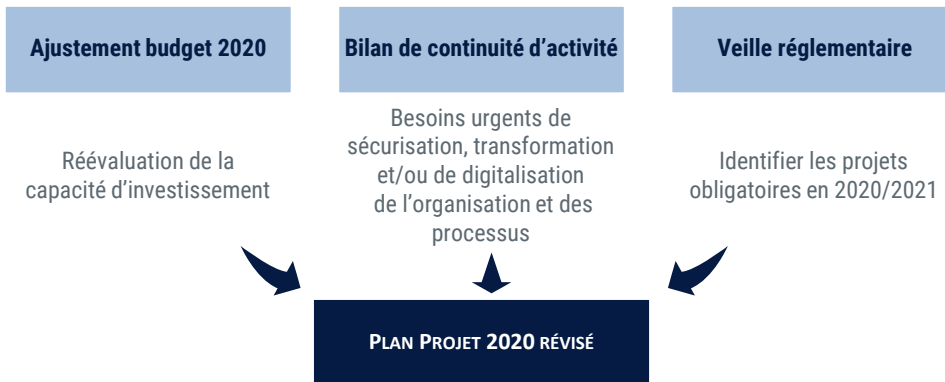 Ajustement budget 2020
Réévaluation de la
capacité d'investissement
Bilan de continuité d'activité
Besoins urgents de
sécurisation, transformation
et/ou de digitalisation
de l'organisation et des
processus
Veille réglementaire
Identifier les projets
obligatoires en 2020/2021
PLAN PROJET 2020 RÉVISÉ